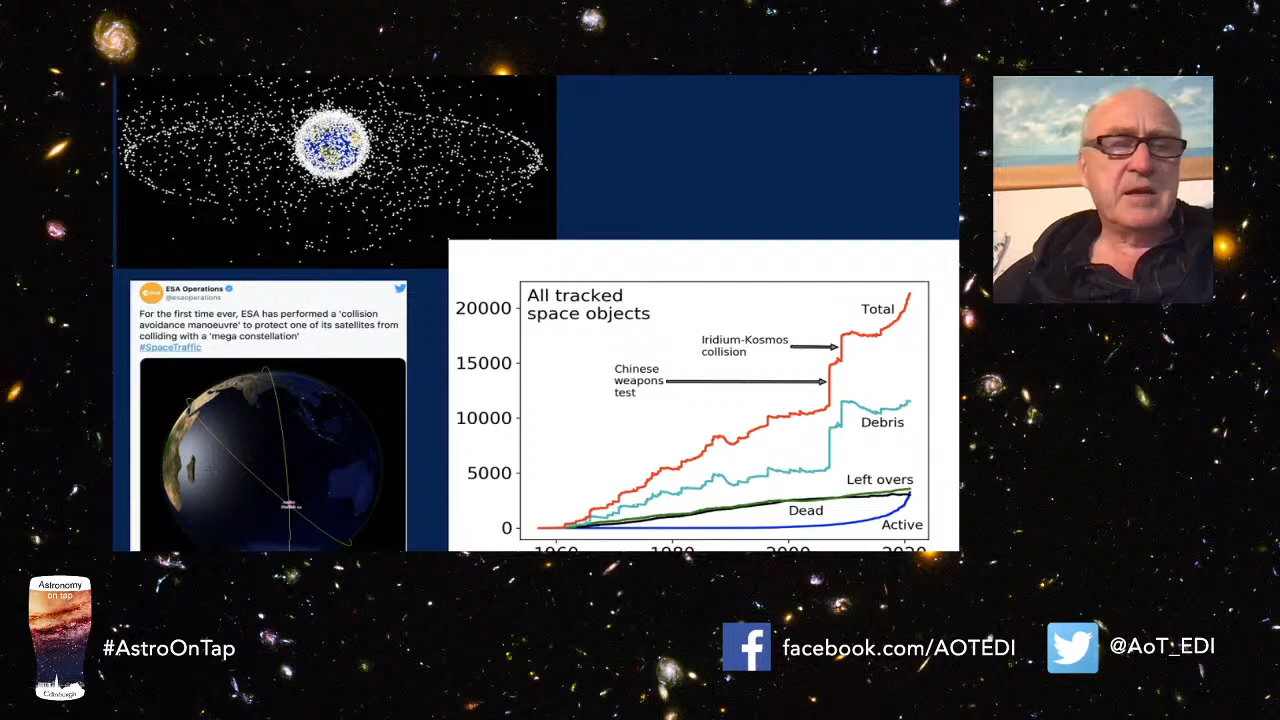 ESA Operations
@esaoperations
For the first time ever, ESA has performed a 'collision
avoidance manoeuvre' to protect one of its satellites from
colliding with a 'mega constellation'
#SpaceTraffic
All tracked
space objects
20000
15000
10000
5000
0
Total
Iridium-Kosmos
collision
Chinese
weapons
test
Debris
Left overs
Dead
Active
1960
1980
2000
2020
Astronomy
on tap
Edinburgh
#AstroOnTap
facebook.com/AOTEDI
@AoT_EDI